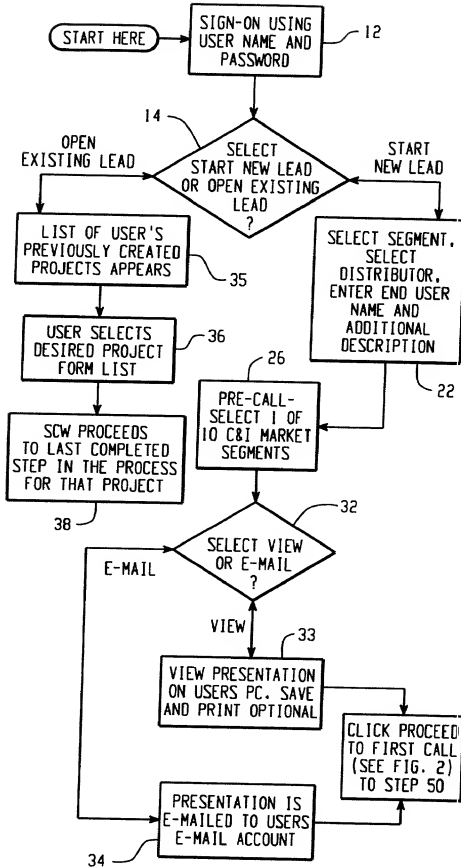 START HERE
SIGN-ON USING
USER NAME AND
PASSWORD
12
14
SELECT
START NEW LEAD
OR OPEN EXISTING
LEAD
?
OPEN
EXISTING LEAD
START
NEW LEAD
LIST OF USER'S
PREVIOUSLY CREATED
PROJECTS APPEARS
35
SELECT SEGMENT,
SELECT
DISTRIBUTOR,
ENTER END USER
NAME AND
ADDITIONAL
DESCRIPTION
22
USER SELECTS
DESIRED PROJECT
FORM LIST
36
26
PRE-CALL-
SELECT 1 OF
10 C&I MARKET
SEGMENTS
SCW PROCEEDS
TO LAST COMPLETED
STEP IN THE PROCESS
FOR THAT PROJECT
38
32
SELECT VIEW
OR E-MAIL
?
E-MAIL
VIEW
33
VIEW PRESENTATION
ON USERS PC. SAVE
AND PRINT OPTIONAL
CLICK PROCEED
TO FIRST CALL
(SEE FIG. 2)
TO STEP 50
PRESENTATION IS
E-MAILED TO USERS
E-MAIL ACCOUNT
34